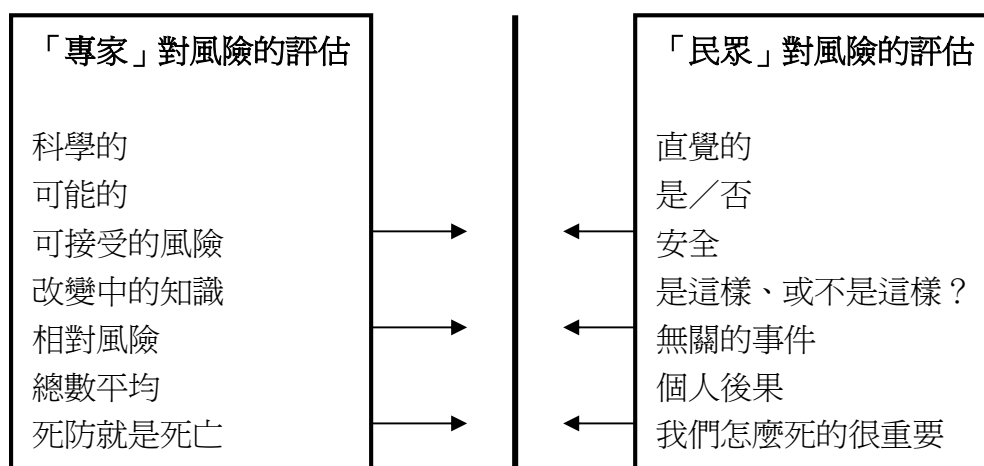 「專家」對風險的評估
科學的
可能的
可接受的風險
改變中的知識
相對風險
總數平均
死防就是死亡
「民眾」對風險的評估
直覺的
是／否
安全
是這樣、或不是這樣？
無關的事件
個人後果
我們怎麼死的很重要